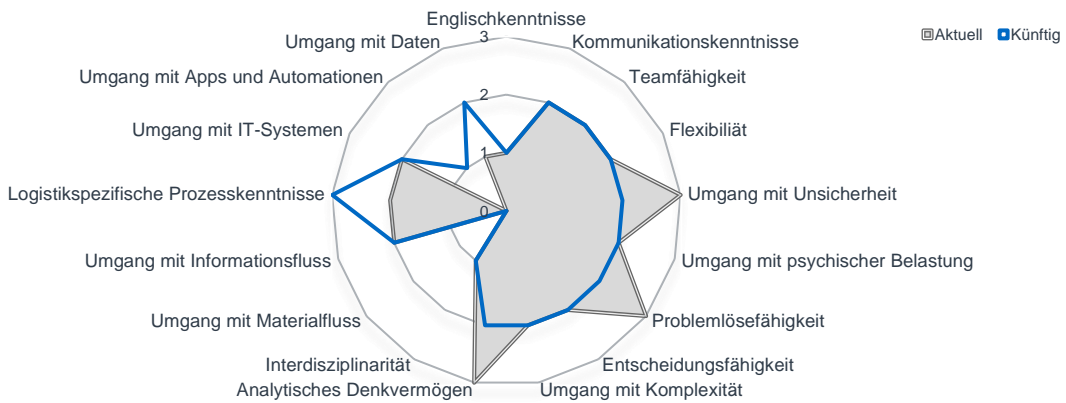 Englischkenntnisse
Kommunikationskenntnisse
Teamfähigkeit
Flexibiliät
Umgang mit Unsicherheit
Umgang mit psychischer Belastung
Problemlösefähigkeit
Entscheidungsfähigkeit
Umgang mit Komplexität
Analytisches Denkvermögen
Interdisziplinarität
Umgang mit Materialfluss
Umgang mit Informationsfluss
Logistikspezifische Prozesskenntnisse
Umgang mit IT-Systemen
Umgang mit Apps und Automationen
Umgang mit Daten
3
2
1
0
Aktuell
Künftig